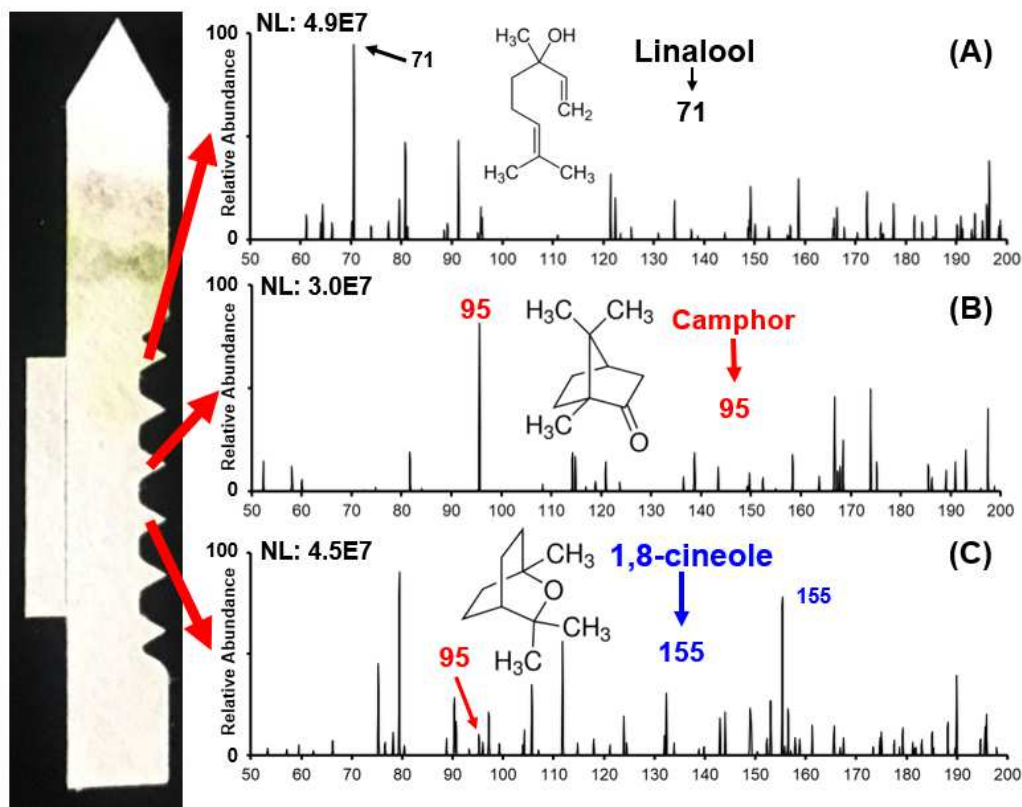 NL: 4.9E7
(A)
100
0
Relative Abundance
71
Linalool
71
H₃C OH
CH₂
H₃C CH₃
50 60 70 80 90 100 110 120 130 140 150 160 170 180 190 200
NL: 3.0E7
(B)
100
0
Relative Abundance
95
Camphor
95
H₃C CH₃
H₃C
O
50 60 70 80 90 100 110 120 130 140 150 160 170 180 190 200
NL: 4.5E7
(C)
100
0
Relative Abundance
1,8-cineole
155
155
95
CH₃
O
CH₃
H₃C
50 60 70 80 90 100 110 120 130 140 150 160 170 180 190 200